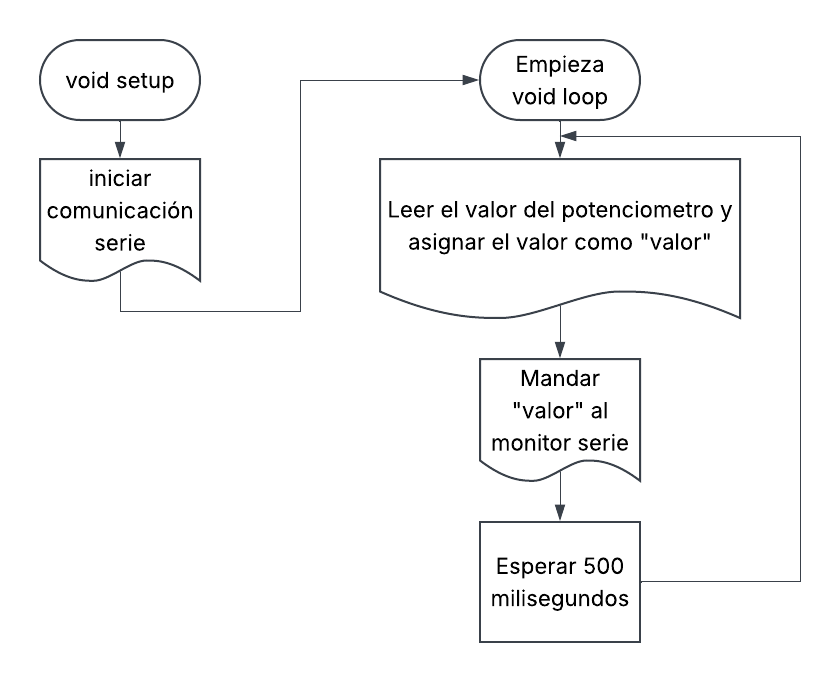 void setup
iniciar
comunicación
serie
Empieza
void loop
Leer el valor del potenciometro y
asignar el valor como "valor"
Mandar
"valor" al
monitor serie
Esperar 500
milisegundos